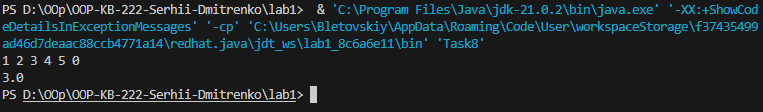 PS D:\OOp\OOP-KB-222-Serhii-Dmitrenko\lab1>  & 'C:\Program Files\Java\jdk-21.0.2\bin\java.exe' '-XX:+ShowCod
eDetailsInExceptionMessages' '-cp' 'C:\Users\Bletovskiy\AppData\Roaming\Code\User\workspaceStorage\f37435499
ad46d7deaac88ccb4771a14\redhat.java\jdt_ws\lab1_8c6a6e11\bin' 'Task8'
1 2 3 4 5 0
3.0
PS D:\OOp\OOP-KB-222-Serhii-Dmitrenko\lab1>